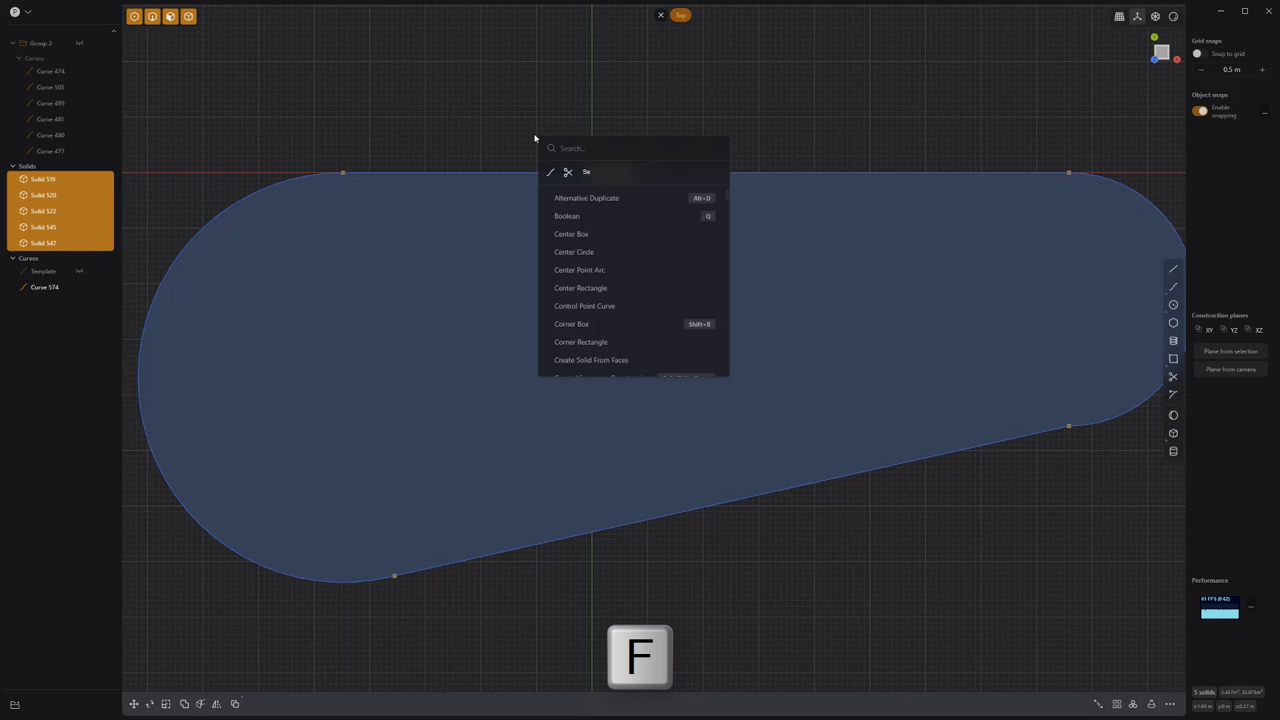 P
Top
Group 2
Curves
Curve 474
Curve 505
Curve 495
Curve 481
Curve 480
Curve 477
Solids
Solid 519
Solid 520
Solid 522
Solid 545
Solid 547
Curves
Template
Curve 574
Search...
Se
Alternative Duplicate Alt+D
Boolean Q
Center Box
Center Circle
Center Point Arc
Center Rectangle
Control Point Curve
Corner Box Shift+B
Corner Rectangle
Create Solid From Faces
F
Y
X
Grid snaps
Snap to grid
0.5 m
Object snaps
Enable
snapping
...
Construction planes
XY YZ XZ
Plane from selection
Plane from camera
Performance
...
5 solids
x:1.85 m y:0 m